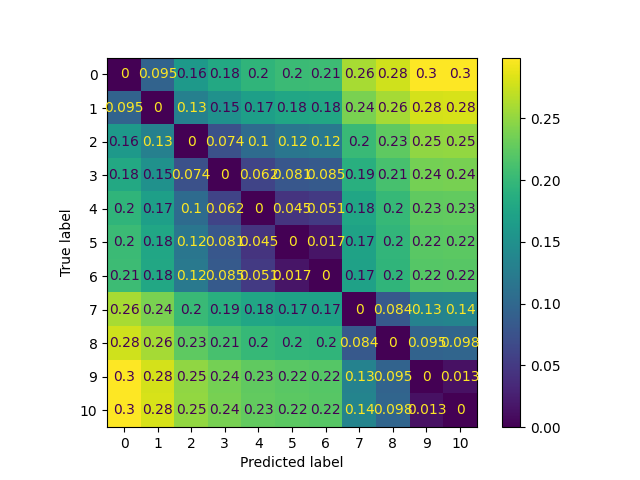 0 0 0.095 0.16 0.18 0.2 0.2 0.21 0.26 0.28 0.3 0.3
1 0.095 0 0.13 0.15 0.17 0.18 0.18 0.24 0.26 0.28 0.28
2 0.16 0.13 0 0.074 0.1 0.12 0.12 0.2 0.23 0.25 0.25
3 0.18 0.15 0.074 0 0.062 0.081 0.085 0.19 0.21 0.24 0.24
4 0.2 0.17 0.1 0.062 0 0.045 0.051 0.18 0.2 0.23 0.23
5 0.2 0.18 0.12 0.081 0.045 0 0.017 0.17 0.2 0.22 0.22
6 0.21 0.18 0.12 0.085 0.051 0.017 0 0.17 0.2 0.22 0.22
7 0.26 0.24 0.2 0.19 0.18 0.17 0.17 0 0.084 0.13 0.14
8 0.28 0.26 0.23 0.21 0.2 0.2 0.2 0.084 0 0.095 0.098
9 0.3 0.28 0.25 0.24 0.23 0.22 0.22 0.13 0.095 0 0.013
10 0.3 0.28 0.25 0.24 0.23 0.22 0.22 0.14 0.098 0.013 0
0 1 2 3 4 5 6 7 8 9 10
Predicted label
True label
0.25
0.20
0.15
0.10
0.05
0.00